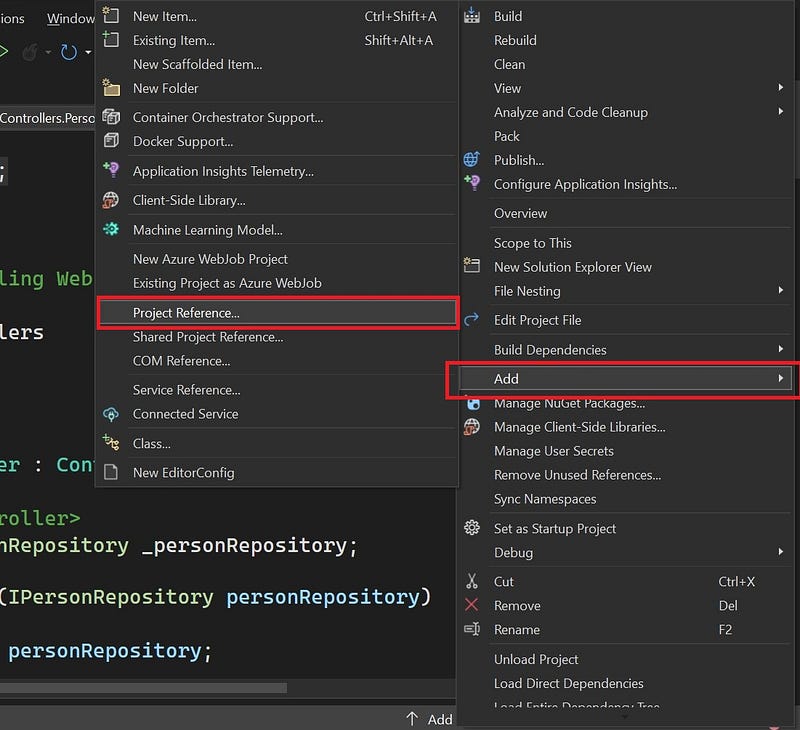 ions Window
Controllers.Perso
;
ling Web
lers
er : Con
roller>
nRepository _personRepository;
(IPersonRepository personRepository)
personRepository;
Add
New Item... Ctrl+Shift+A
Existing Item... Shift+Alt+A
New Scaffolded Item...
New Folder
Container Orchestrator Support...
Docker Support...
Application Insights Telemetry...
Client-Side Library...
Machine Learning Model...
New Azure WebJob Project
Existing Project as Azure WebJob
Project Reference...
Shared Project Reference...
COM Reference...
Service Reference...
Connected Service
Class...
New EditorConfig
Build
Rebuild
Clean
View
Analyze and Code Cleanup
Pack
Publish...
Configure Application Insights...
Overview
Scope to This
New Solution Explorer View
File Nesting
Edit Project File
Build Dependencies
Add
Manage NuGet Packages...
Manage Client-Side Libraries...
Manage User Secrets
Remove Unused References...
Sync Namespaces
Set as Startup Project
Debug
Cut Ctrl+X
Remove Del
Rename F2
Unload Project
Load Direct Dependencies
Load Entire Dependency Tree